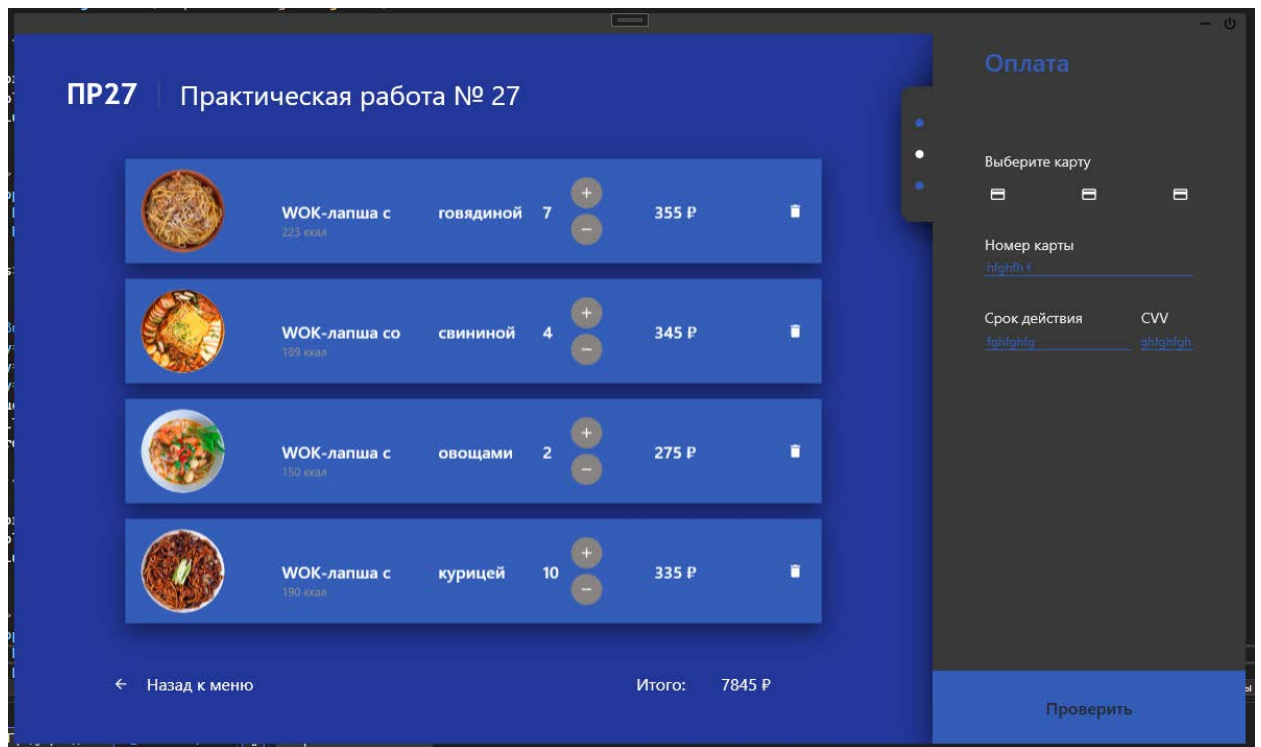 ПР27 Практическая работа № 27
WOK-лапша с говядиной 7 + 355 ₽
223 ккал −
WOK-лапша со свининой 4 + 345 ₽
189 ккал −
WOK-лапша с овощами 2 + 275 ₽
150 ккал −
WOK-лапша с курицей 10 + 335 ₽
190 ккал −
Назад к меню Итого: 7845 ₽
Оплата
Выберите карту
Номер карты
hfghfh f
Срок действия CVV
fghfghfg ghfghfgh
Проверить